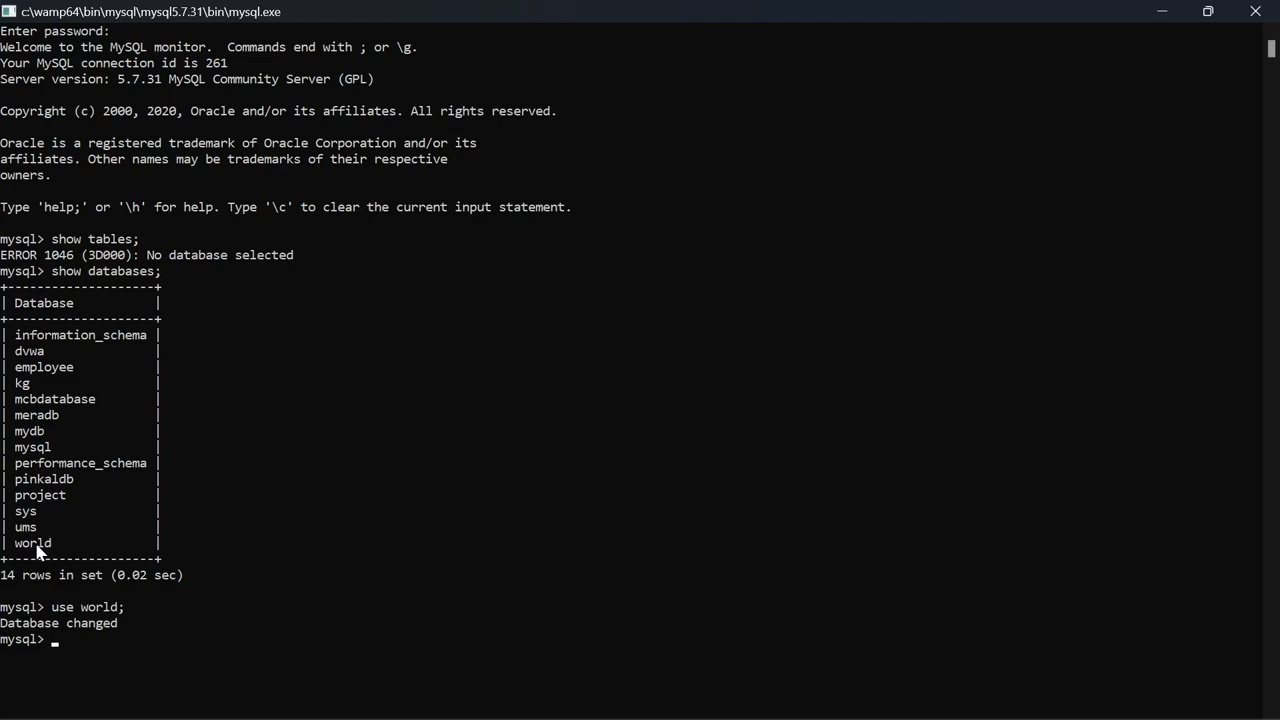 c:\wamp64\bin\mysql\mysql5.7.31\bin\mysql.exe
Enter password:
Welcome to the MySQL monitor.  Commands end with ; or \g.
Your MySQL connection id is 261
Server version: 5.7.31 MySQL Community Server (GPL)

Copyright (c) 2000, 2020, Oracle and/or its affiliates. All rights reserved.

Oracle is a registered trademark of Oracle Corporation and/or its
affiliates. Other names may be trademarks of their respective
owners.

Type 'help;' or '\h' for help. Type '\c' to clear the current input statement.

mysql> show tables;
ERROR 1046 (3D000): No database selected
mysql> show databases;
+--------------------+
| Database           |
+--------------------+
| information_schema |
| dvwa               |
| employee           |
| kg                 |
| mcbdatabase        |
| meradb             |
| mydb               |
| mysql              |
| performance_schema |
| pinkaldb           |
| project            |
| sys                |
| ums                |
| world              |
+--------------------+
14 rows in set (0.02 sec)

mysql> use world;
Database changed
mysql> _